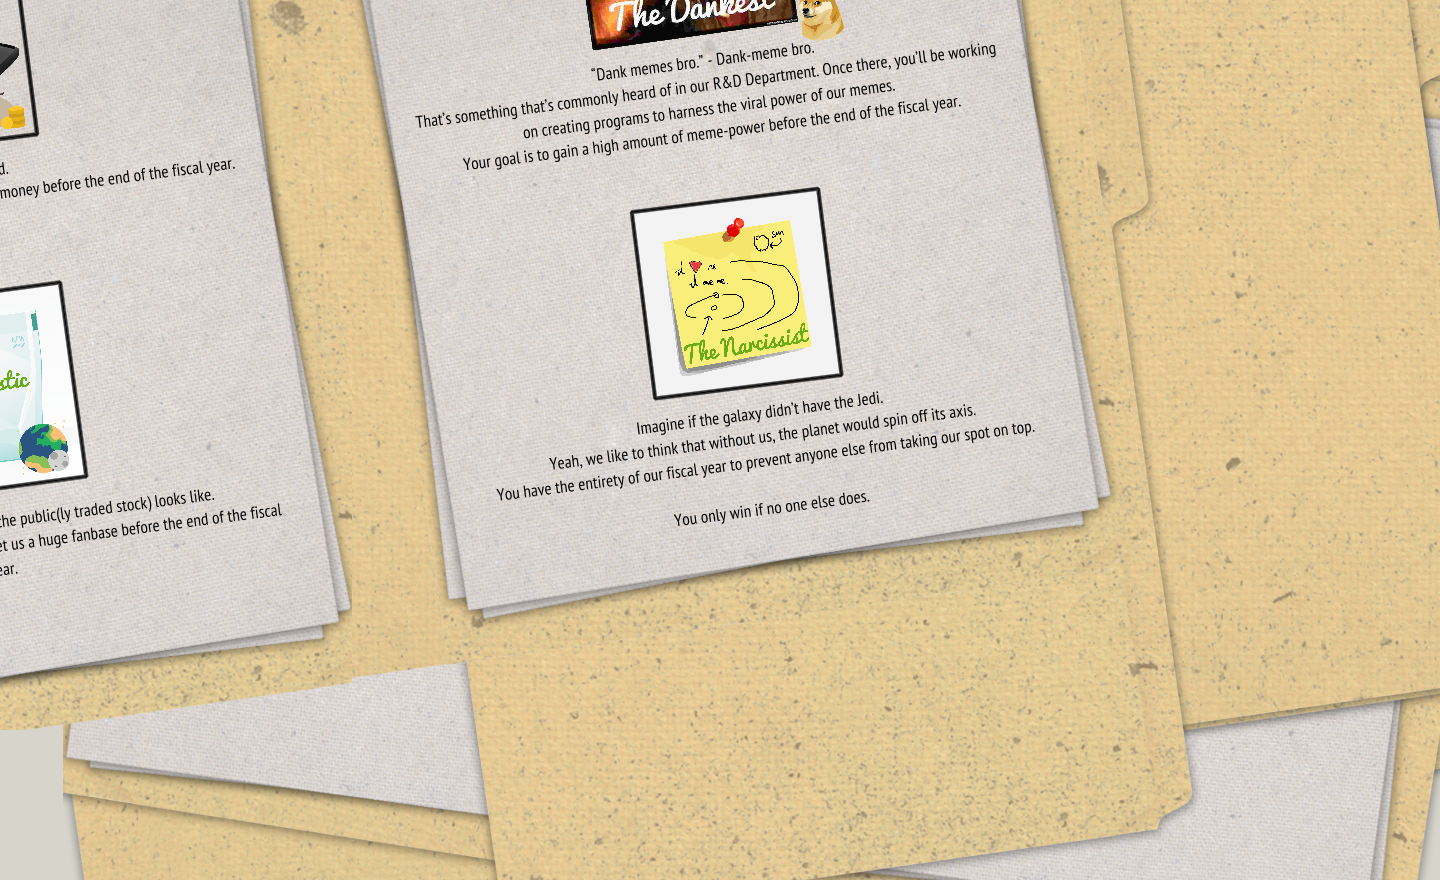 d.
money before the end of the fiscal year.
stic
the public(ly traded stock) looks like.
et us a huge fanbase before the end of the fiscal
ear.
The Dankest
“Dank memes bro.” - Dank-meme bro.
That's something that's commonly heard of in our R&D Department. Once there, you'll be working
on creating programs to harness the viral power of our memes.
Your goal is to gain a high amount of meme-power before the end of the fiscal year.
sun
I ♥ me
I me me.
The Narcissist
Imagine if the galaxy didn't have the Jedi.
Yeah, we like to think that without us, the planet would spin off its axis.
You have the entirety of our fiscal year to prevent anyone else from taking our spot on top.
You only win if no one else does.